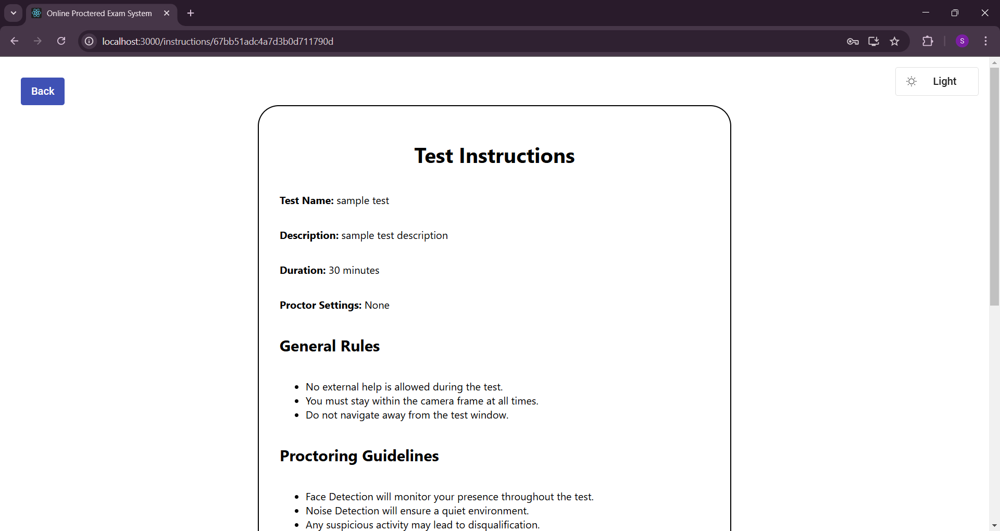 Online Proctered Exam System
localhost:3000/instructions/67bb51adc4a7d3b0d711790d
S
Back
Light
Test Instructions
Test Name: sample test
Description: sample test description
Duration: 30 minutes
Proctor Settings: None
General Rules
• No external help is allowed during the test.
• You must stay within the camera frame at all times.
• Do not navigate away from the test window.
Proctoring Guidelines
• Face Detection will monitor your presence throughout the test.
• Noise Detection will ensure a quiet environment.
• Any suspicious activity may lead to disqualification.